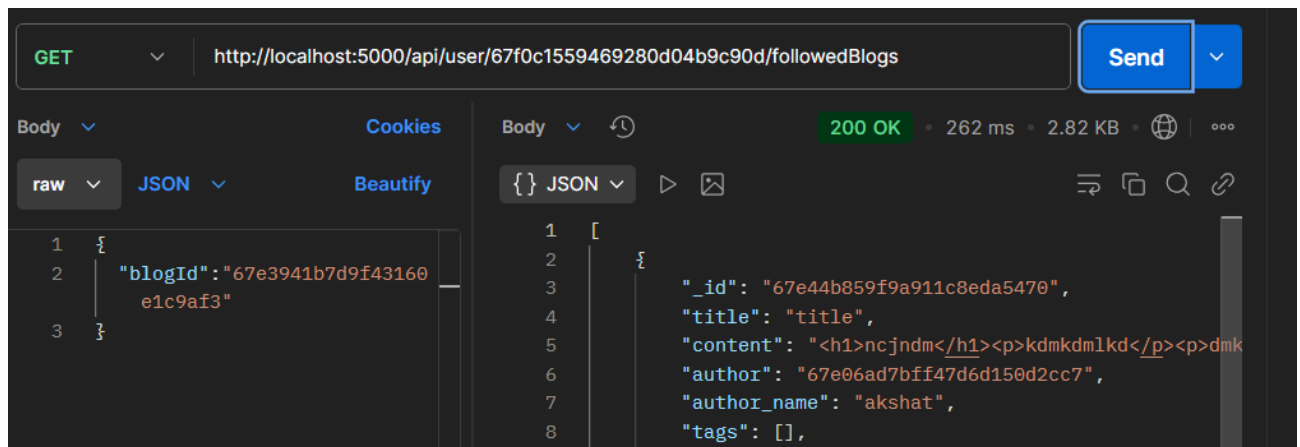 GET http://localhost:5000/api/user/67f0c1559469280d04b9c90d/followedBlogs Send
Body Cookies
raw JSON Beautify
1 {
2 "blogId":"67e3941b7d9f43160
e1c9af3"
3 }
Body 200 OK • 262 ms • 2.82 KB •
{} JSON
1 [
2 {
3 "_id": "67e44b859f9a911c8eda5470",
4 "title": "title",
5 "content": "<h1>ncjndm</h1><p>kdmkdmlkd</p><p>dmk
6 "author": "67e06ad7bff47d6d150d2cc7",
7 "author_name": "akshat",
8 "tags": [],